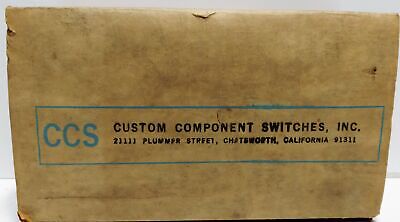 CCS CUSTOM COMPONENT SWITCHES, INC.
21111 PLUMMER STREET, CHATSWORTH, CALIFORNIA 91311